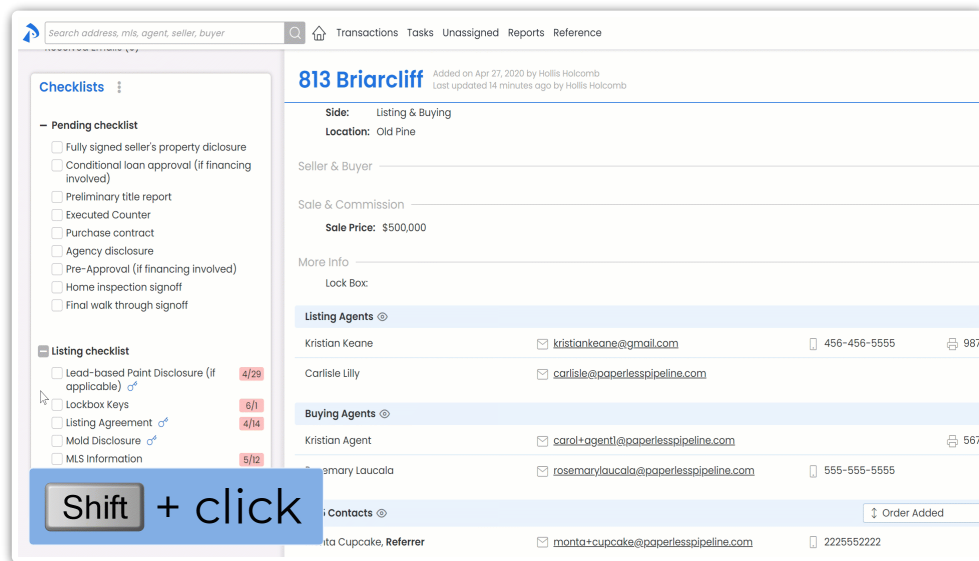 Search address, mls, agent, seller, buyer
Transactions Tasks Unassigned Reports Reference
Checklists
Pending checklist
Fully signed seller's property diclosure
Conditional loan approval (if financing
involved)
Preliminary title report
Executed Counter
Purchase contract
Agency disclosure
Pre-Approval (if financing involved)
Home inspection signoff
Final walk through signoff
Listing checklist
Lead-based Paint Disclosure (if
applicable) 4/29
Lockbox Keys 6/1
Listing Agreement 4/14
Mold Disclosure
MLS Information 5/12
Shift + click
813 Briarcliff
Added on Apr 27, 2020 by Hollis Holcomb
Last updated 14 minutes ago by Hollis Holcomb
Side: Listing & Buying
Location: Old Pine
Seller & Buyer
Sale & Commission
Sale Price: $500,000
More Info
Lock Box:
Listing Agents
Kristian Keane kristiankeane@gmail.com 456-456-5555 987
Carlisle Lilly carlisle@paperlesspipeline.com
Buying Agents
Kristian Agent carol+agent1@paperlesspipeline.com 567
emary Laucala rosemarylaucala@paperlesspipeline.com 555-555-5555
Contacts Order Added
ta Cupcake, Referrer monta+cupcake@paperlesspipeline.com 2225552222